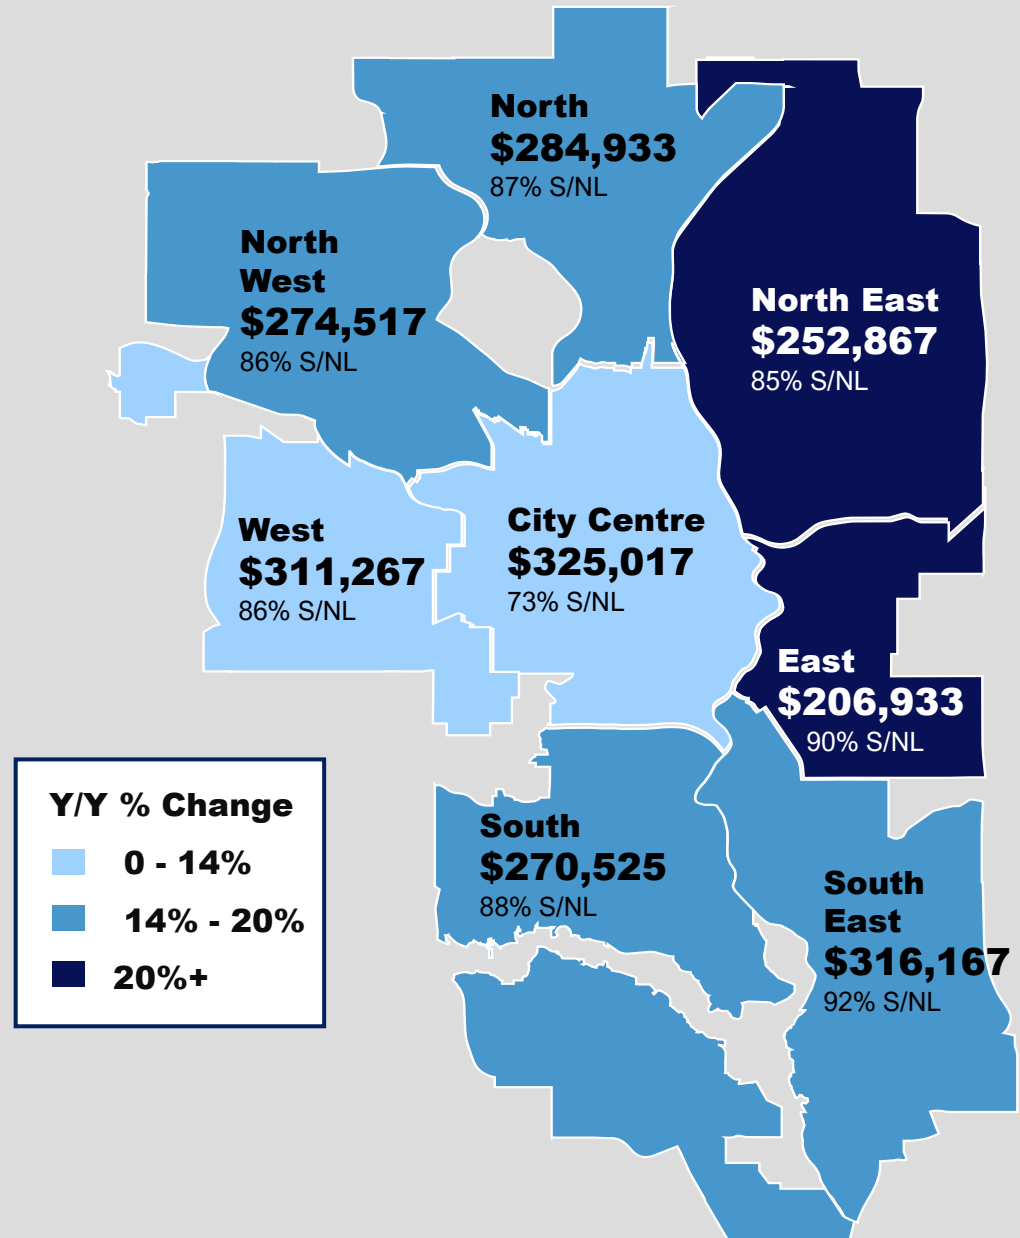 North
$284,933
87% S/NL
North
West
$274,517
86% S/NL
North East
$252,867
85% S/NL
West
$311,267
86% S/NL
City Centre
$325,017
73% S/NL
East
$206,933
90% S/NL
Y/Y % Change
0 - 14%
14% - 20%
20%+
South
$270,525
88% S/NL
South
East
$316,167
92% S/NL